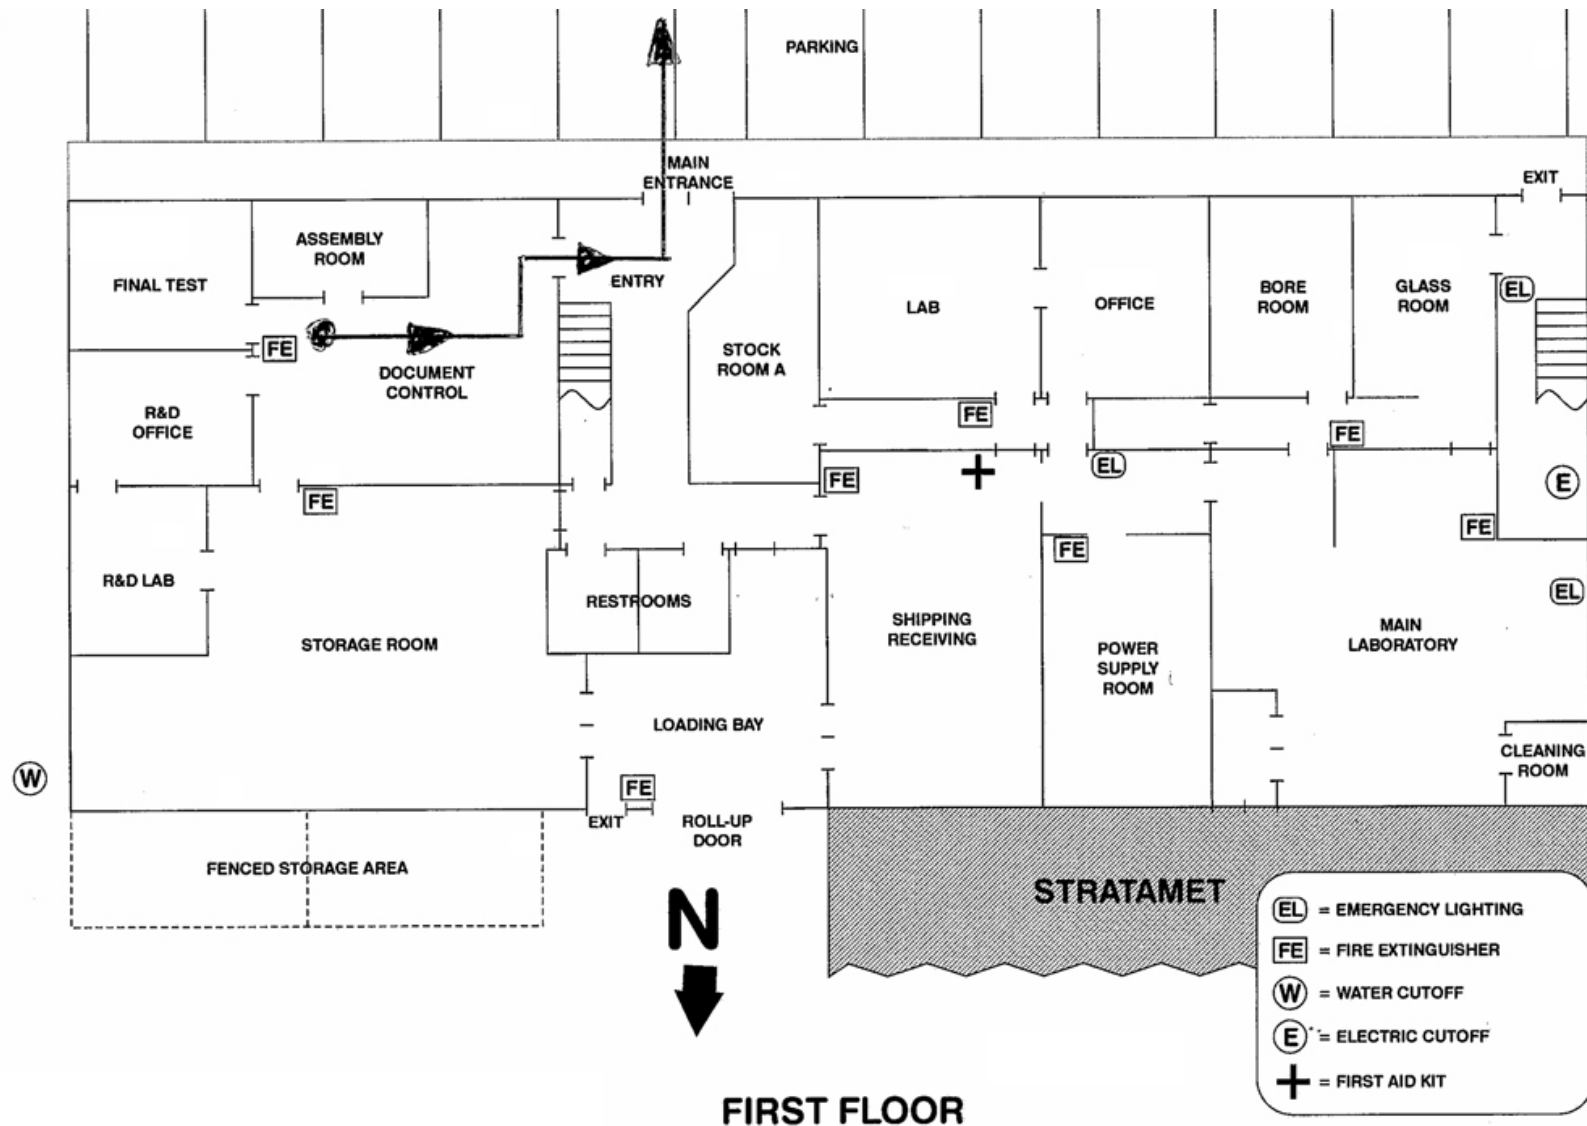 PARKING
MAIN
ENTRANCE
EXIT
ASSEMBLY
ROOM
FINAL TEST
ENTRY
LAB
OFFICE
BORE
ROOM
GLASS
ROOM
EL
FE
DOCUMENT
CONTROL
STOCK
ROOM A
R&D
OFFICE
FE
FE
EL
FE
FE
E
FE
FE
R&D LAB
RESTROOMS
EL
STORAGE ROOM
SHIPPING
RECEIVING
POWER
SUPPLY
ROOM
MAIN
LABORATORY
LOADING BAY
CLEANING
ROOM
W
FE
EXIT
ROLL-UP
DOOR
FENCED STORAGE AREA
STRATAMET
N
EL = EMERGENCY LIGHTING
FE = FIRE EXTINGUISHER
W = WATER CUTOFF
E = ELECTRIC CUTOFF
= FIRST AID KIT
FIRST FLOOR